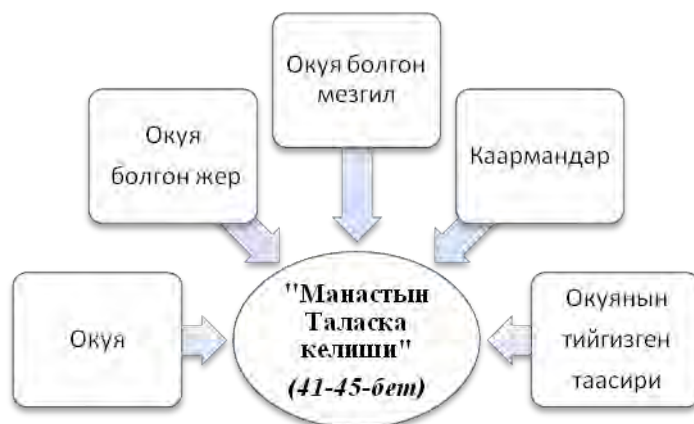 Окуя болгон
мезгил
Окуя
болгон жер
Каармандар
Окуя
"Манастын
Таласка
келиши"
(41-45-бет)
Окуянын
тийгизген
таасири